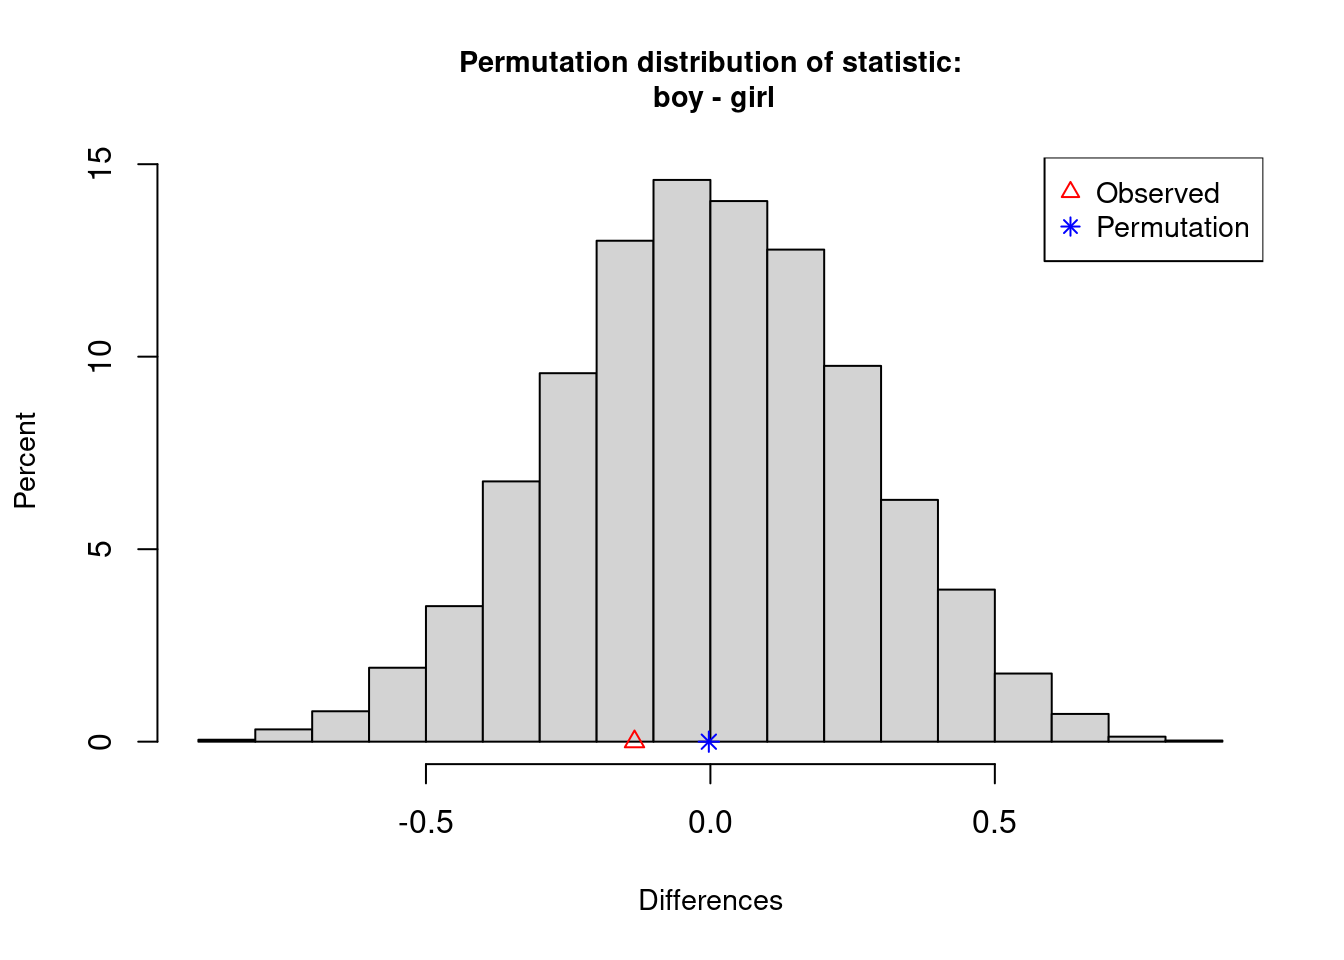 Permutation distribution of statistic:
boy - girl
Observed
Permutation
Percent
15
10
5
0
-0.5 0.0 0.5
Differences